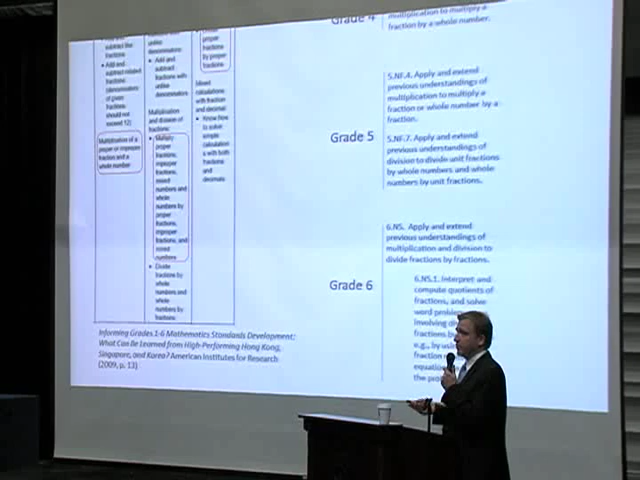 subtract like
fractions
• Add and
subtract related
fractions
(denominators
of given
fractions
should not
exceed 12)
Multiplication of a
proper or improper
fraction and a
whole number
unlike
denominators
• Add and
subtract
fractions with
unlike
denominators
Multiplication and
division of
fractions:
• Multiply
proper
fractions,
improper
fractions,
mixed
numbers and
whole
numbers by
proper
fractions,
improper
fractions, and
mixed
numbers
• Divide
fractions by
whole
numbers and
whole
numbers by
fractions
proper
fractions
by proper
fractions
Mixed
calculations
with fraction
and decimal
• Know how
to solve
simple
calculation
s with both
fractions
and
decimals
Informing Grades 1-6 Mathematics Standards Development:
What Can Be Learned from High-Performing Hong Kong,
Singapore, and Korea? American Institutes for Research
(2009, p. 13)
Grade 4
multiplication to multiply a
fraction by a whole number.
Grade 5
5.NF.4. Apply and extend
previous understandings of
multiplication to multiply a
fraction or whole number by a
fraction.
5.NF.7. Apply and extend
previous understandings of
division to divide unit fractions
by whole numbers and whole
numbers by unit fractions.
Grade 6
6.NS. Apply and extend
previous understandings of
multiplication and division to
divide fractions by fractions.
6.NS.1. Interpret and
compute quotients of
fractions, and solve
word
involving
fractions
e.g., by
fraction
the